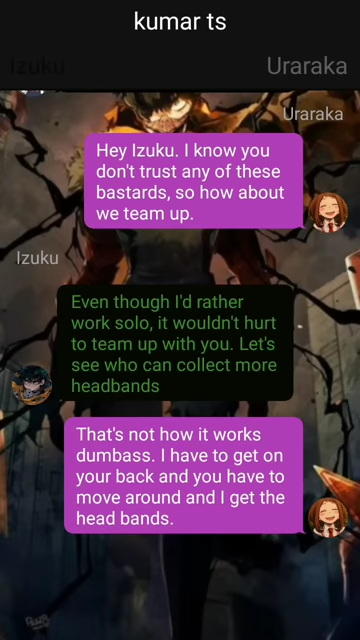 kumar ts
Izuku
Uraraka
Uraraka
Hey Izuku. I know you
don't trust any of these
bastards, so how about
we team up.
Izuku
Even though I'd rather
work solo, it wouldn't hurt
to team up with you. Let's
see who can collect more
headbands
That's not how it works
dumbass. I have to get on
your back and you have to
move around and I get the
head bands.